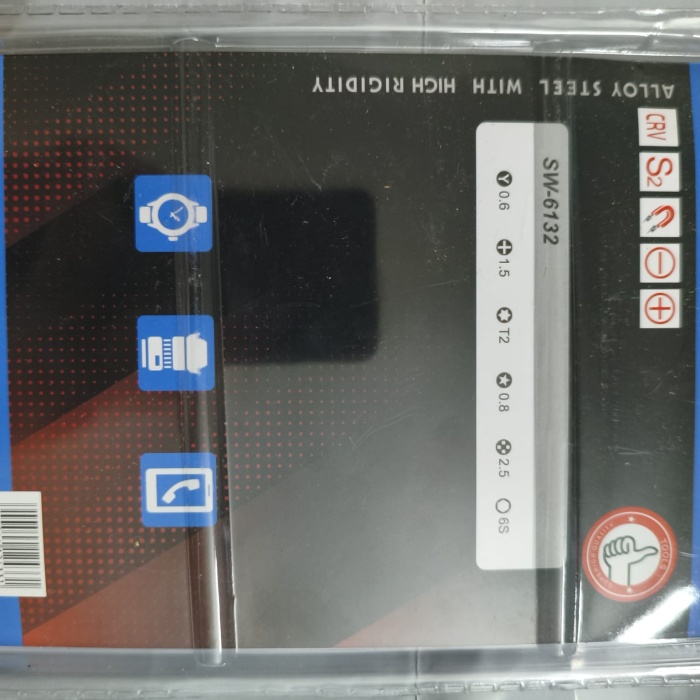 ALLOY STEEL WITH HIGH RIGIDITY
CRV
S2
SW-6132
0.6
1.5
T2
0.8
2.5
6S
TOOLS